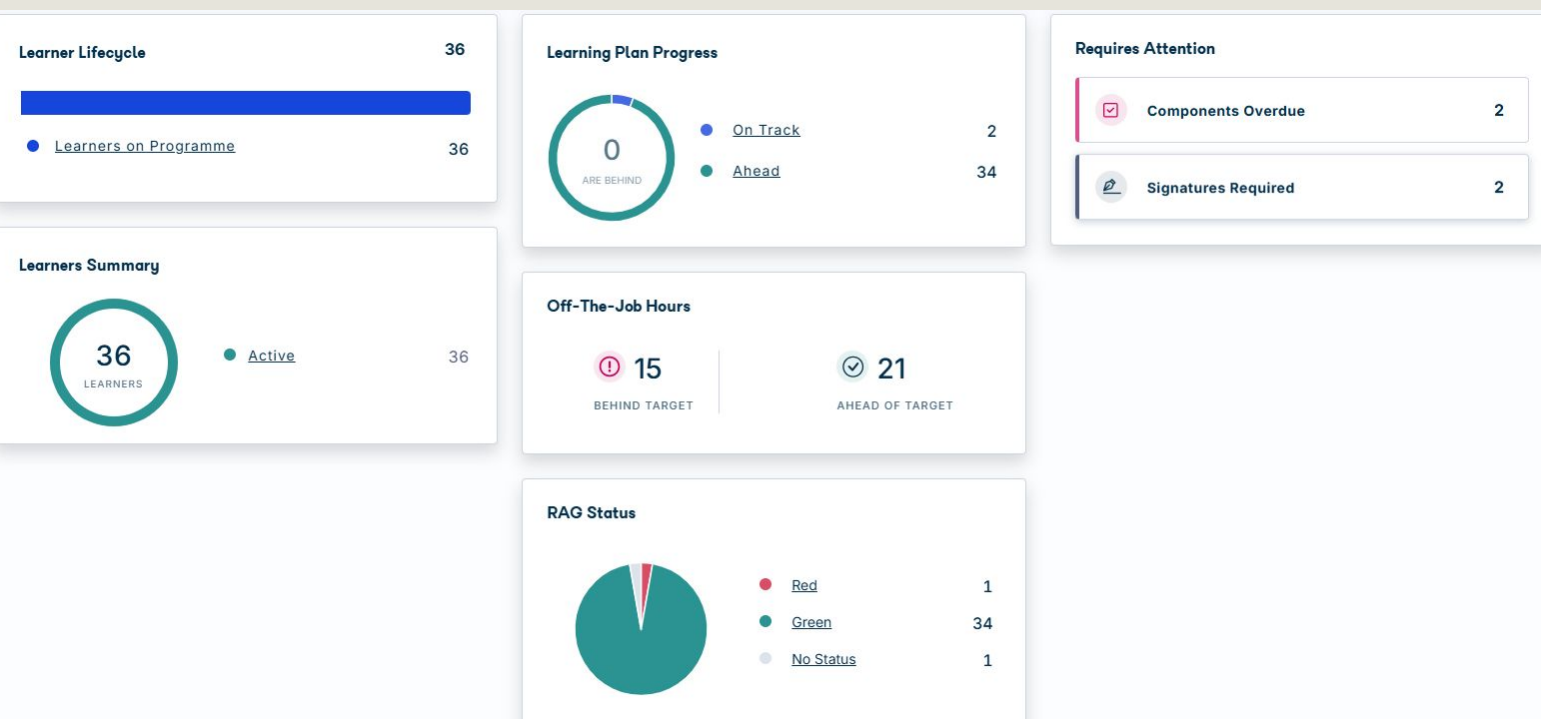 Learner Lifecycle 36
Learners on Programme 36
Learners Summary
36
LEARNERS
Active 36
Learning Plan Progress
0
ARE BEHIND
On Track 2
Ahead 34
Off-The-Job Hours
15
BEHIND TARGET
21
AHEAD OF TARGET
RAG Status
Red 1
Green 34
No Status 1
Requires Attention
Components Overdue 2
Signatures Required 2